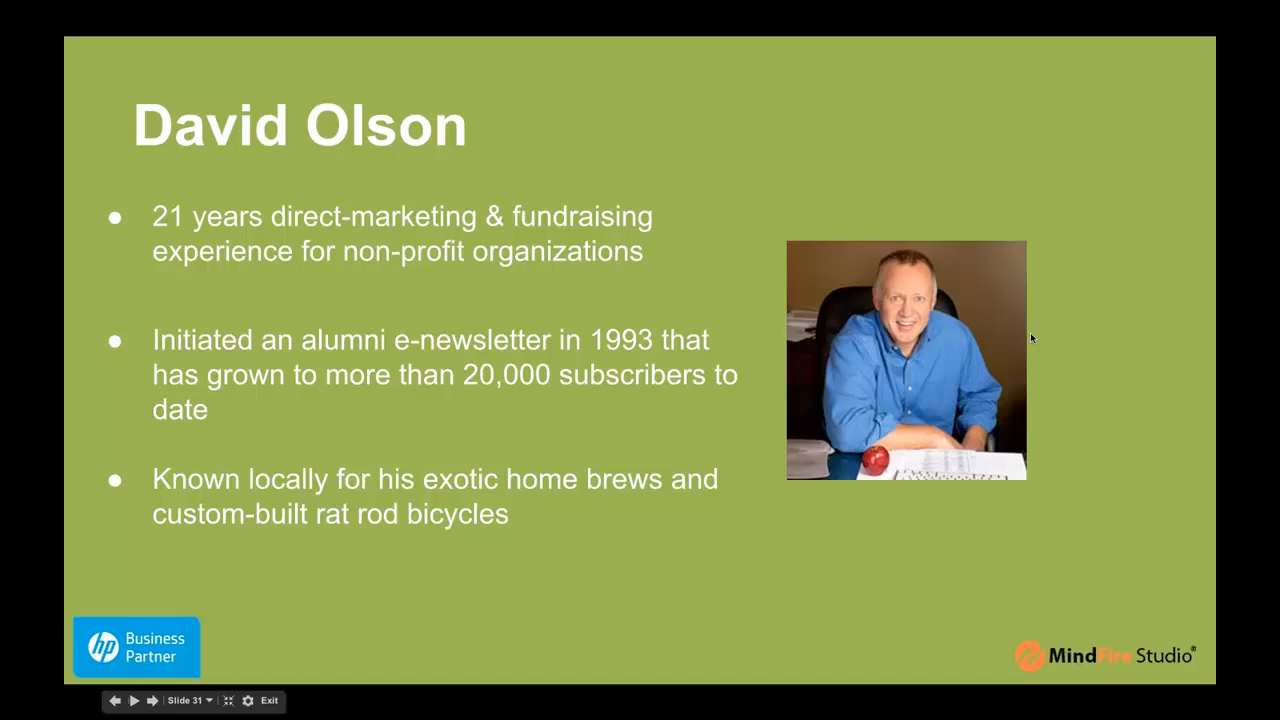 David Olson
● 21 years direct-marketing & fundraising
experience for non-profit organizations
● Initiated an alumni e-newsletter in 1993 that
has grown to more than 20,000 subscribers to
date
● Known locally for his exotic home brews and
custom-built rat rod bicycles
hp Business
Partner
MindFire Studio®
Slide 31
Exit